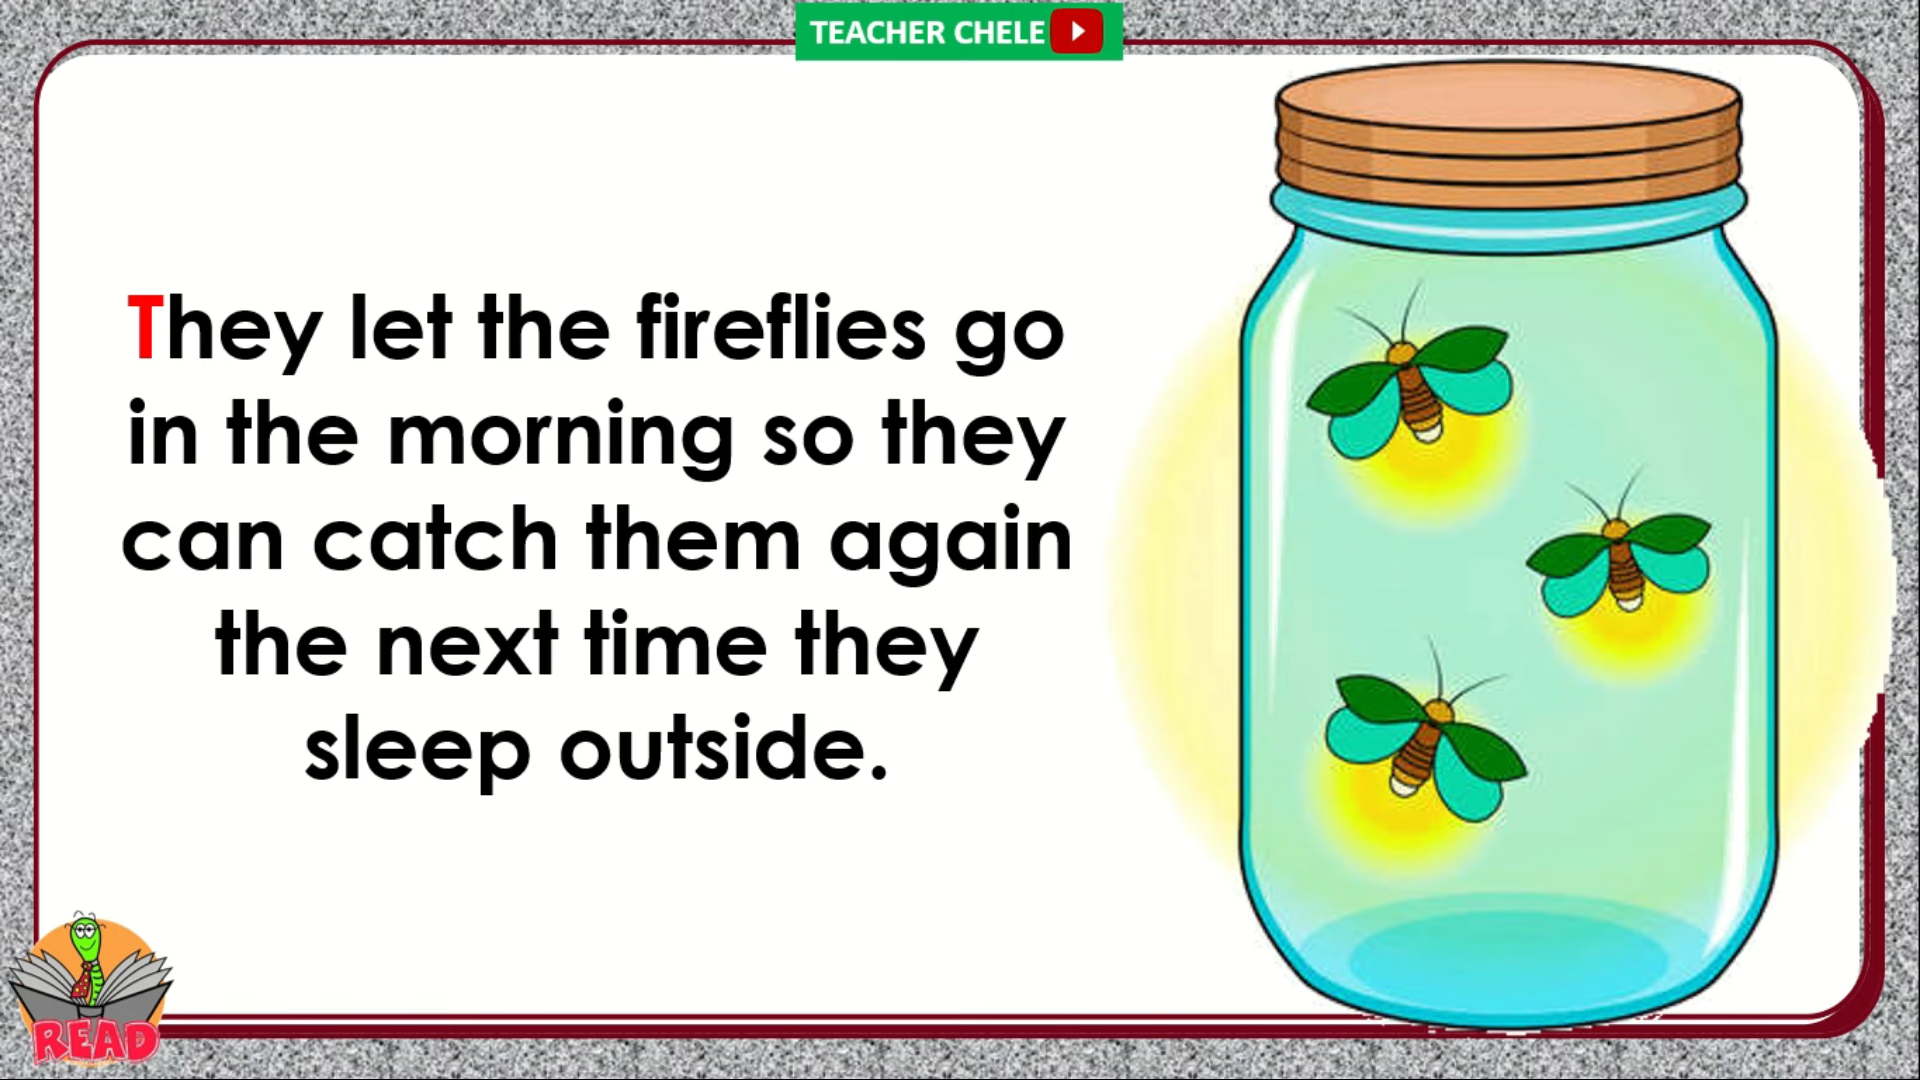 TEACHER CHELE
They let the fireflies go
in the morning so they
can catch them again
the next time they
sleep outside.
READ